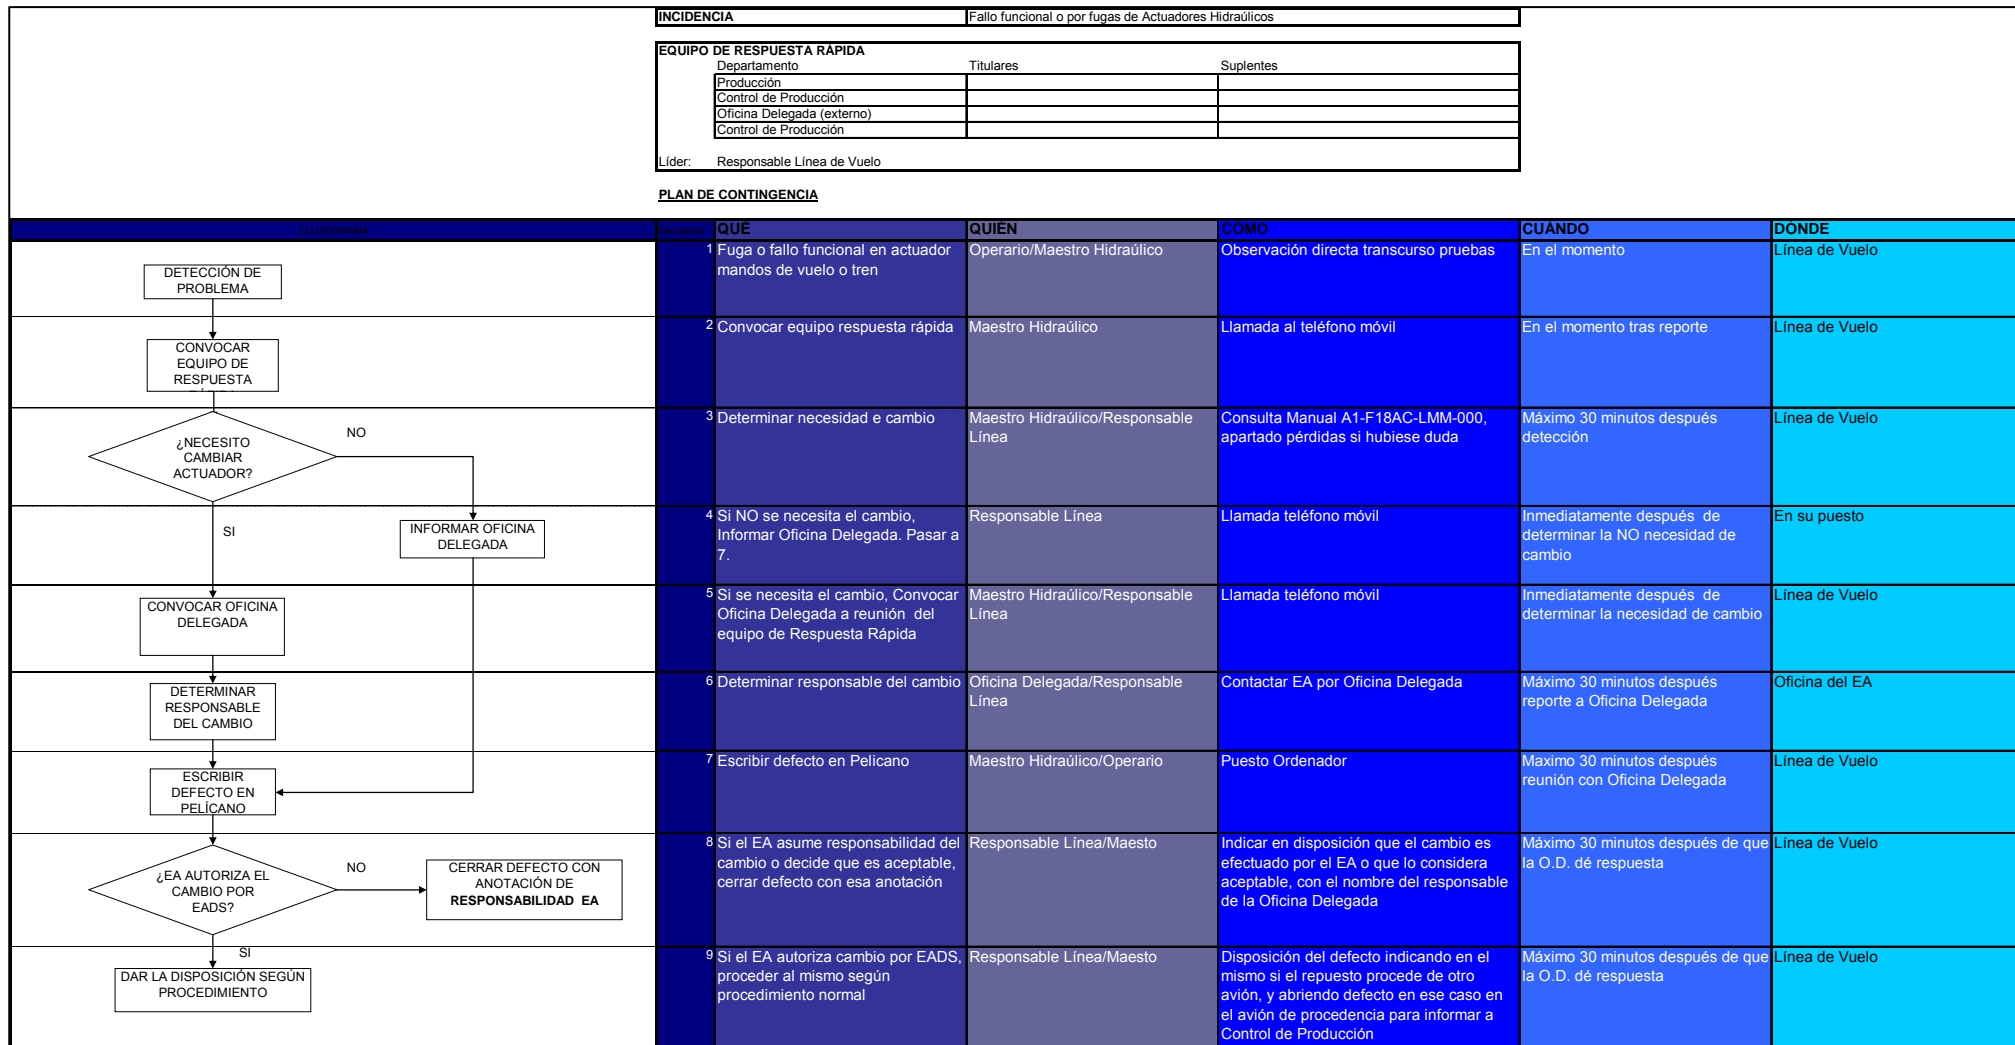 INCIDENCIA Fallo funcional o por fugas de Actuadores Hidraúlicos
EQUIPO DE RESPUESTA RÁPIDA
Departamento Titulares Suplentes
Producción
Control de Producción
Oficina Delegada (externo)
Control de Producción
Líder: Responsable Línea de Vuelo
PLAN DE CONTINGENCIA
FLUJOGRAMA Secuencia QUÉ QUIÉN COMO CUÁNDO DÓNDE
DETECCIÓN DE
PROBLEMA
1 Fuga o fallo funcional en actuador
mandos de vuelo o tren
Operario/Maestro Hidraúlico
Observación directa transcurso pruebas
En el momento
Línea de Vuelo
CONVOCAR
EQUIPO DE
RESPUESTA
2 Convocar equipo respuesta rápida
Maestro Hidraúlico
Llamada al teléfono móvil
En el momento tras reporte
Línea de Vuelo
¿NECESITO
CAMBIAR
ACTUADOR?
NO
3 Determinar necesidad e cambio
Maestro Hidraúlico/Responsable
Línea
Consulta Manual A1-F18AC-LMM-000,
apartado pérdidas si hubiese duda
Máximo 30 minutos después
detección
Línea de Vuelo
SI
INFORMAR OFICINA
DELEGADA
4 Si NO se necesita el cambio,
Informar Oficina Delegada. Pasar a
7.
Responsable Línea
Llamada teléfono móvil
Inmediatamente después de
determinar la NO necesidad de
cambio
En su puesto
CONVOCAR OFICINA
DELEGADA
5 Si se necesita el cambio, Convocar
Oficina Delegada a reunión del
equipo de Respuesta Rápida
Maestro Hidraúlico/Responsable
Línea
Llamada teléfono móvil
Inmediatamente después de
determinar la necesidad de cambio
Línea de Vuelo
DETERMINAR
RESPONSABLE
DEL CAMBIO
6 Determinar responsable del cambio
Oficina Delegada/Responsable
Línea
Contactar EA por Oficina Delegada
Máximo 30 minutos después
reporte a Oficina Delegada
Oficina del EA
ESCRIBIR
DEFECTO EN
PELÍCANO
7 Escribir defecto en Pelicano
Maestro Hidraúlico/Operario
Puesto Ordenador
Maximo 30 minutos después
reunión con Oficina Delegada
Línea de Vuelo
¿EA AUTORIZA EL
CAMBIO POR
EADS?
NO
CERRAR DEFECTO CON
ANOTACIÓN DE
RESPONSABILIDAD EA
8 Si el EA asume responsabilidad del
cambio o decide que es aceptable,
cerrar defecto con esa anotación
Responsable Línea/Maesto
Indicar en disposición que el cambio es
efectuado por el EA o que lo considera
aceptable, con el nombre del responsable
de la Oficina Delegada
Máximo 30 minutos después de que
la O.D. dé respuesta
Línea de Vuelo
SI
DAR LA DISPOSICIÓN SEGÚN
PROCEDIMIENTO
9 Si el EA autoriza cambio por EADS,
proceder al mismo según
procedimiento normal
Responsable Línea/Maesto
Disposición del defecto indicando en el
mismo si el repuesto procede de otro
avión, y abriendo defecto en ese caso en
el avión de procedencia para informar a
Control de Producción
Máximo 30 minutos después de que
la O.D. dé respuesta
Línea de Vuelo